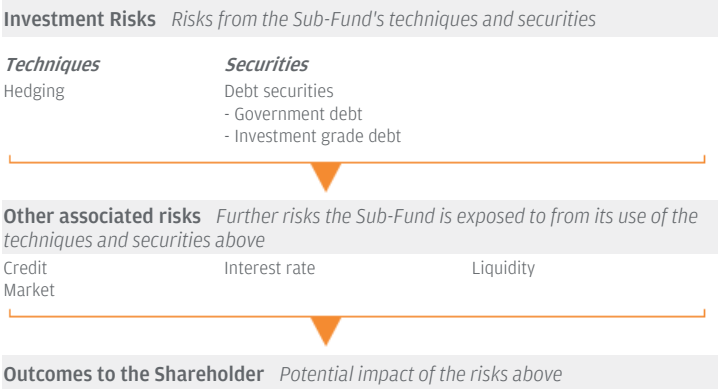 Investment Risks Risks from the Sub-Fund's techniques and securities
Techniques Securities
Hedging Debt securities
- Government debt
- Investment grade debt
Other associated risks Further risks the Sub-Fund is exposed to from its use of the
techniques and securities above
Credit Interest rate Liquidity
Market
Outcomes to the Shareholder Potential impact of the risks above